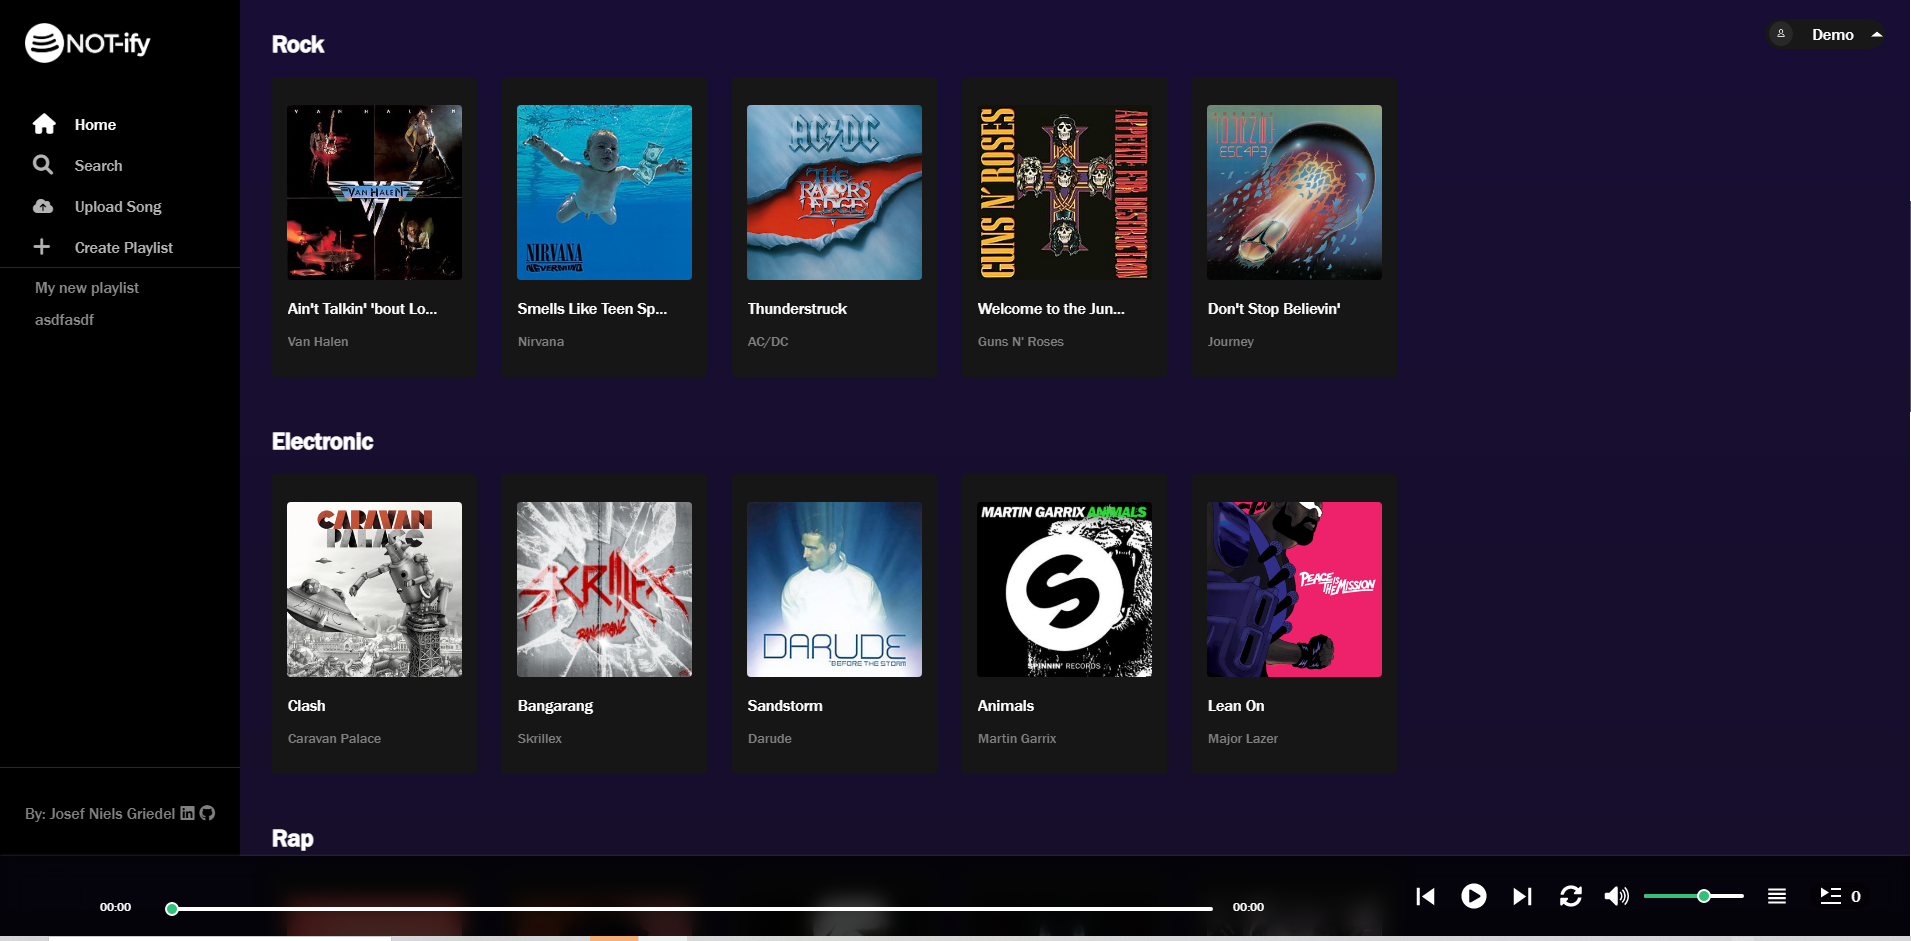 NOT-ify
Home
Search
Upload Song
Create Playlist
My new playlist
asdfasdf
By: Josef Niels Griedel
Demo
Rock
VAN HALEN
VAN HALEN
NIRVANA
NEVERMIND
AC/DC
THE
RAZORS
EDGE
GUNS N' ROSES
APPETITE FOR DESTRUCTION
ESC4P3
Ain't Talkin' 'bout Lo...
Van Halen
Smells Like Teen Sp...
Nirvana
Thunderstruck
AC/DC
Welcome to the Jun...
Guns N' Roses
Don't Stop Believin'
Journey
Electronic
CARAVAN
PALACE
SKRILLEX
BANGARANG
DARUDE
"BEFORE THE STORM
MARTIN GARRIX ANIMALS
SPINNIN' RECORDS
PEACE IS
THE MISSION
Clash
Caravan Palace
Bangarang
Skrillex
Sandstorm
Darude
Animals
Martin Garrix
Lean On
Major Lazer
Rap
00:00
00:00
0